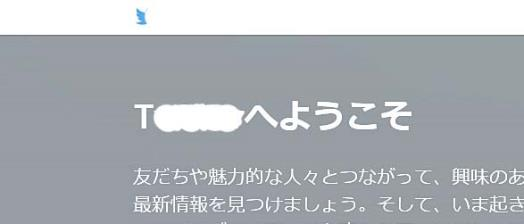 Tへようこそ
友だちや魅力的な人々とつながって、興味のあ
最新情報を見つけましょう。そして、いま起き